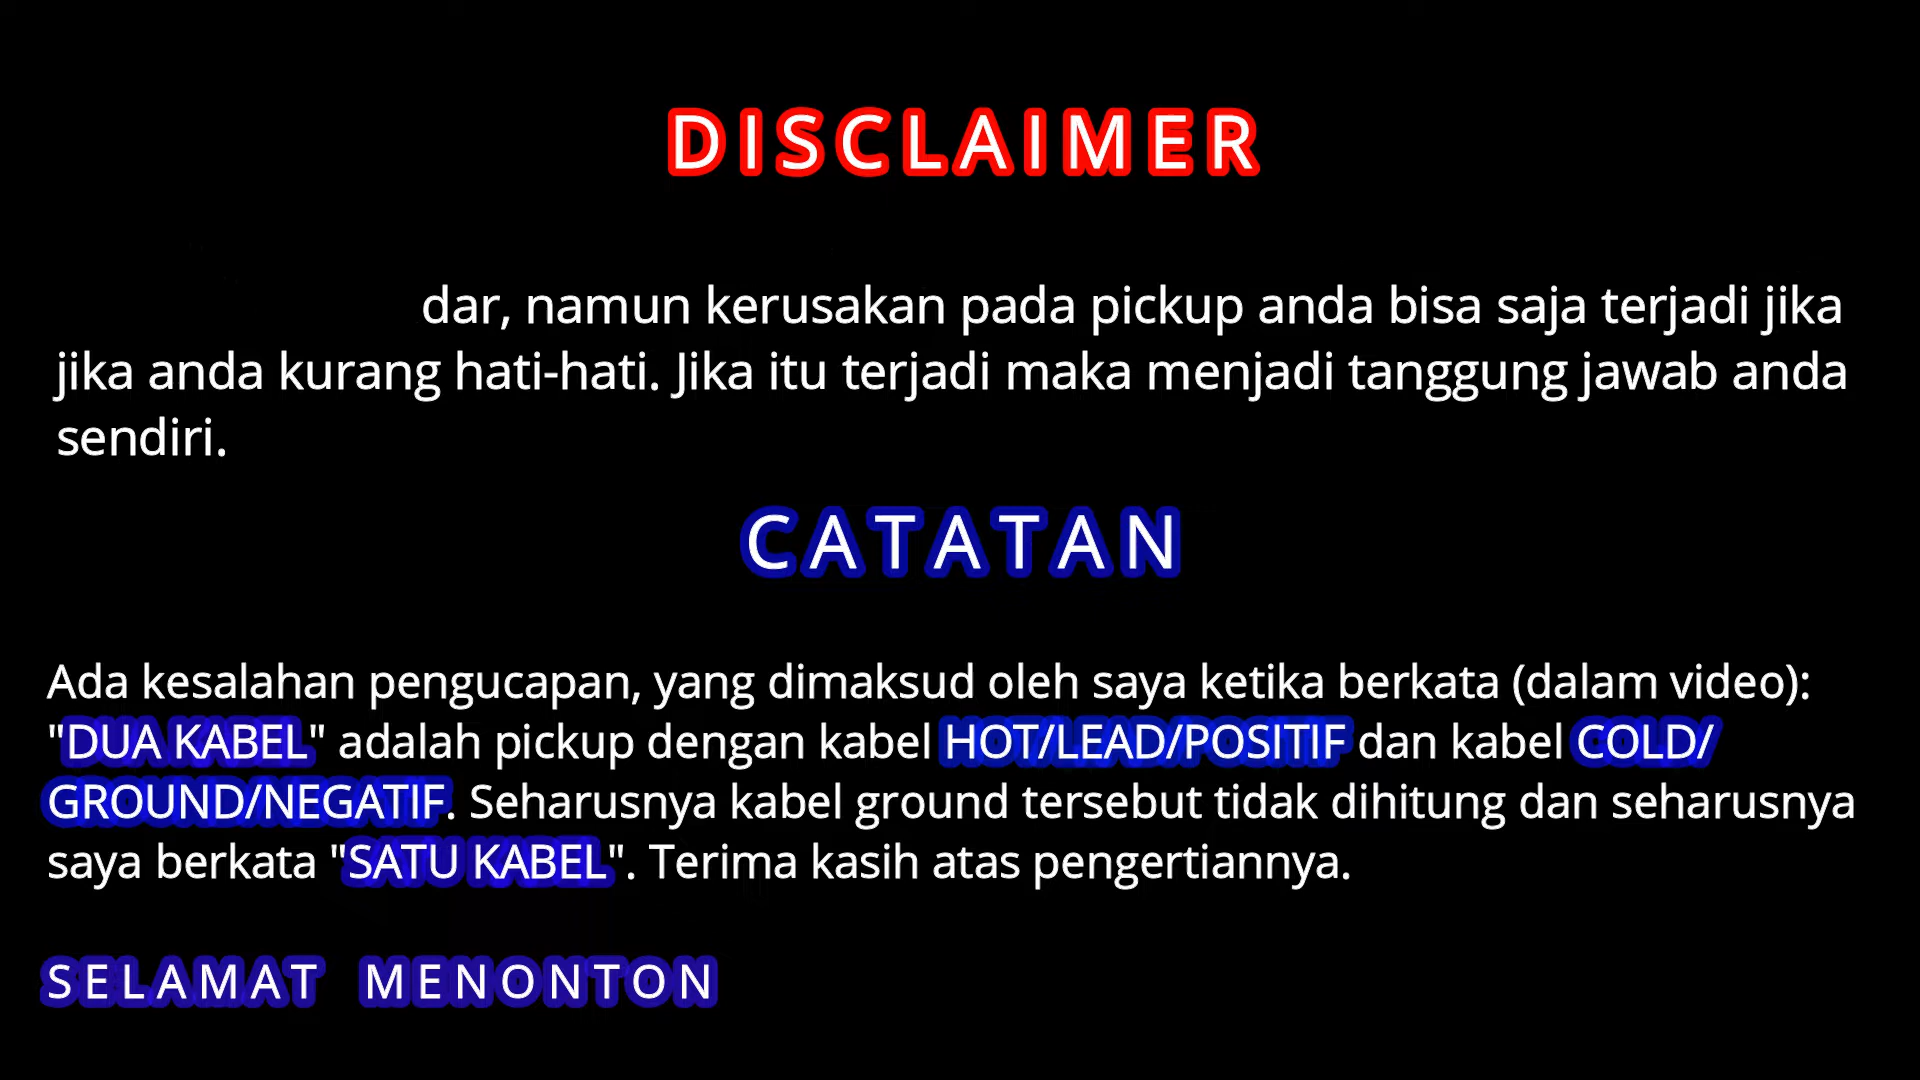 DISCLAIMER
dar, namun kerusakan pada pickup anda bisa saja terjadi jika
jika anda kurang hati-hati. Jika itu terjadi maka menjadi tanggung jawab anda
sendiri.
CATATAN
Ada kesalahan pengucapan, yang dimaksud oleh saya ketika berkata (dalam video):
"DUA KABEL" adalah pickup dengan kabel HOT/LEAD/POSITIF dan kabel COLD/
GROUND/NEGATIF. Seharusnya kabel ground tersebut tidak dihitung dan seharusnya
saya berkata "SATU KABEL". Terima kasih atas pengertiannya.
SELAMAT MENONTON